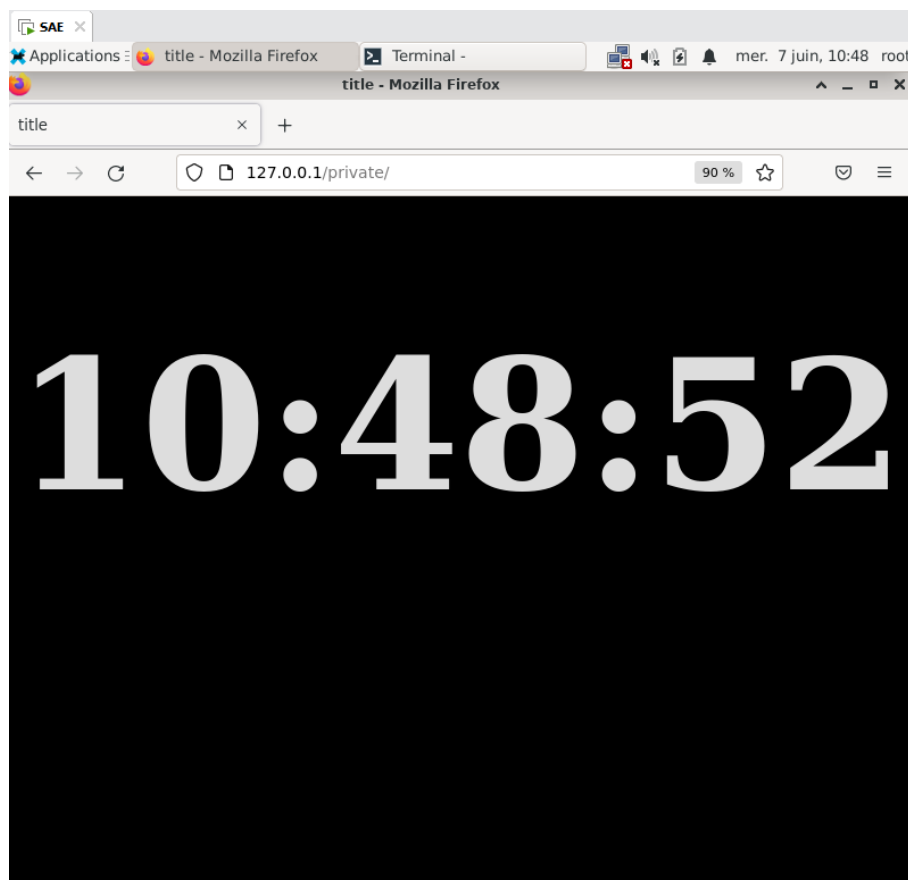 SAE
Applications title - Mozilla Firefox Terminal - mer. 7 juin, 10:48 root
title - Mozilla Firefox
title
127.0.0.1/private/ 90 %
10:48:52